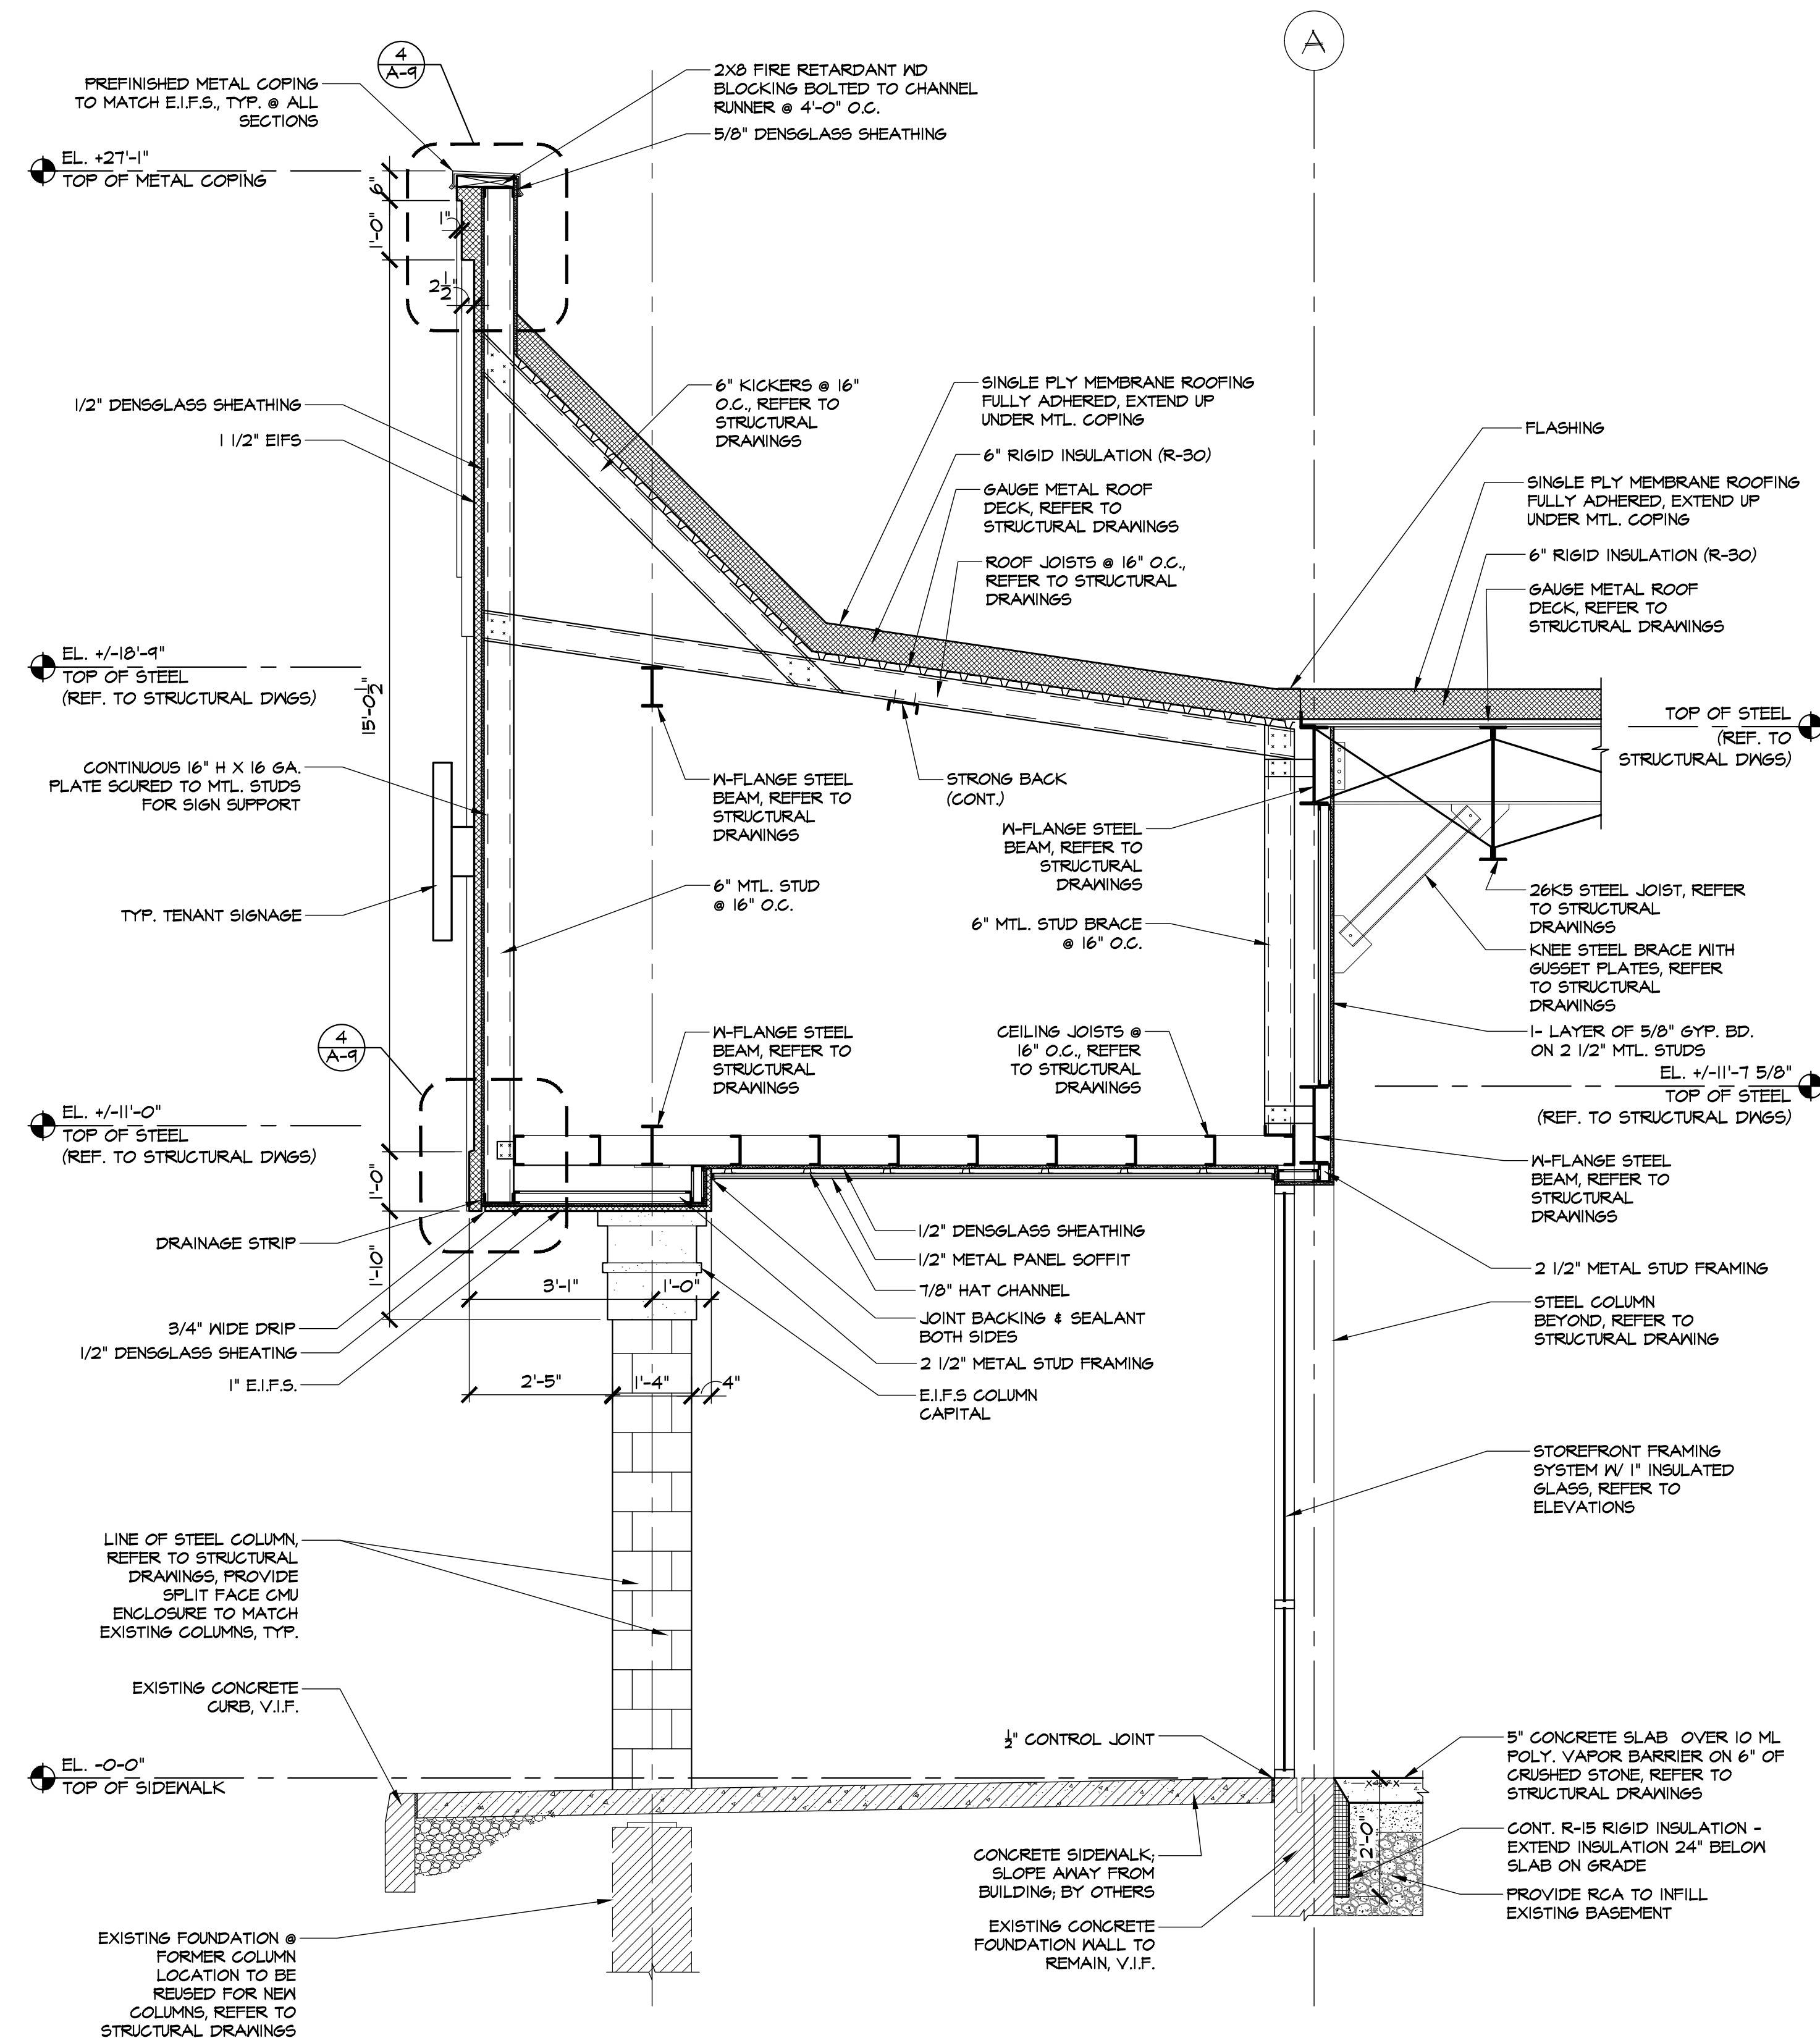 4
A-9
A
PREFINISHED METAL COPING
TO MATCH E.I.F.S., TYP. @ ALL
SECTIONS
2X8 FIRE RETARDANT WD
BLOCKING BOLTED TO CHANNEL
RUNNER @ 4'-0" O.C.
5/8" DENSGLASS SHEATHING
EL. +27'-1"
TOP OF METAL COPING
6"
1'-0"
1"
2 1/2"
1/2" DENSGLASS SHEATHING
1 1/2" EIFS
6" KICKERS @ 16"
O.C., REFER TO
STRUCTURAL
DRAWINGS
SINGLE PLY MEMBRANE ROOFING
FULLY ADHERED, EXTEND UP
UNDER MTL. COPING
6" RIGID INSULATION (R-30)
GAUGE METAL ROOF
DECK, REFER TO
STRUCTURAL DRAWINGS
ROOF JOISTS @ 16" O.C.,
REFER TO STRUCTURAL
DRAWINGS
FLASHING
SINGLE PLY MEMBRANE ROOFING
FULLY ADHERED, EXTEND UP
UNDER MTL. COPING
6" RIGID INSULATION (R-30)
GAUGE METAL ROOF
DECK, REFER TO
STRUCTURAL DRAWINGS
EL. +/-18'-9"
TOP OF STEEL
(REF. TO STRUCTURAL DWGS)
15'-0 1/2"
TOP OF STEEL
(REF. TO
STRUCTURAL DWGS)
CONTINUOUS 16" H X 16 GA.
PLATE SCURED TO MTL. STUDS
FOR SIGN SUPPORT
W-FLANGE STEEL
BEAM, REFER TO
STRUCTURAL
DRAWINGS
STRONG BACK
(CONT.)
W-FLANGE STEEL
BEAM, REFER TO
STRUCTURAL
DRAWINGS
TYP. TENANT SIGNAGE
6" MTL. STUD
@ 16" O.C.
6" MTL. STUD BRACE
@ 16" O.C.
26K5 STEEL JOIST, REFER
TO STRUCTURAL
DRAWINGS
KNEE STEEL BRACE WITH
GUSSET PLATES, REFER
TO STRUCTURAL
DRAWINGS
1- LAYER OF 5/8" GYP. BD.
ON 2 1/2" MTL. STUDS
4
A-9
W-FLANGE STEEL
BEAM, REFER TO
STRUCTURAL
DRAWINGS
CEILING JOISTS @
16" O.C., REFER
TO STRUCTURAL
DRAWINGS
EL. +/-11'-7 5/8"
TOP OF STEEL
(REF. TO STRUCTURAL DWGS)
EL. +/-11'-0"
TOP OF STEEL
(REF. TO STRUCTURAL DWGS)
1'-0"
1'-10"
W-FLANGE STEEL
BEAM, REFER TO
STRUCTURAL
DRAWINGS
DRAINAGE STRIP
3/4" WIDE DRIP
1/2" DENSGLASS SHEATING
1" E.I.F.S.
3'-1"
1'-0"
2'-5"
1'-4"
4"
1/2" DENSGLASS SHEATHING
1/2" METAL PANEL SOFFIT
7/8" HAT CHANNEL
JOINT BACKING & SEALANT
BOTH SIDES
2 1/2" METAL STUD FRAMING
E.I.F.S COLUMN
CAPITAL
2 1/2" METAL STUD FRAMING
STEEL COLUMN
BEYOND, REFER TO
STRUCTURAL DRAWING
STOREFRONT FRAMING
SYSTEM W/ 1" INSULATED
GLASS, REFER TO
ELEVATIONS
LINE OF STEEL COLUMN,
REFER TO STRUCTURAL
DRAWINGS, PROVIDE
SPLIT FACE CMU
ENCLOSURE TO MATCH
EXISTING COLUMNS, TYP.
EXISTING CONCRETE
CURB, V.I.F.
1/2" CONTROL JOINT
EL. -0-0"
TOP OF SIDEWALK
5" CONCRETE SLAB OVER 10 ML
POLY. VAPOR BARRIER ON 6" OF
CRUSHED STONE, REFER TO
STRUCTURAL DRAWINGS
2'-0"
CONT. R-15 RIGID INSULATION -
EXTEND INSULATION 24" BELOW
SLAB ON GRADE
PROVIDE RCA TO INFILL
EXISTING BASEMENT
CONCRETE SIDEWALK;
SLOPE AWAY FROM
BUILDING; BY OTHERS
EXISTING CONCRETE
FOUNDATION WALL TO
REMAIN, V.I.F.
EXISTING FOUNDATION @
FORMER COLUMN
LOCATION TO BE
REUSED FOR NEW
COLUMNS, REFER TO
STRUCTURAL DRAWINGS